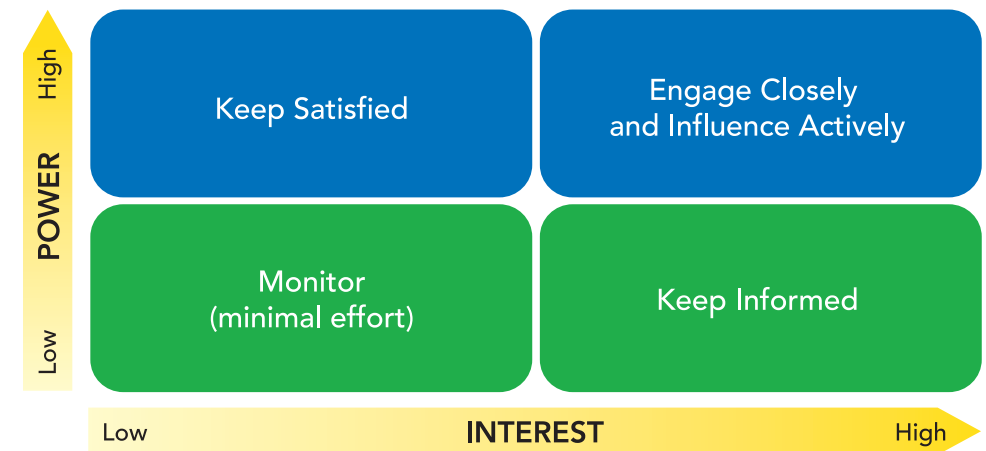 High
POWER
Low
Keep Satisfied
Engage Closely
and Influence Actively
Monitor
(minimal effort)
Keep Informed
Low
INTEREST
High